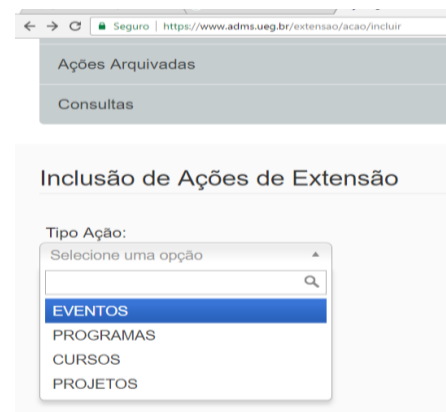 Seguro | https://www.adms.ueg.br/extensao/acao/incluir
Ações Arquivadas
Consultas
Inclusão de Ações de Extensão
Tipo Ação:
Selecione uma opção
EVENTOS
PROGRAMAS
CURSOS
PROJETOS